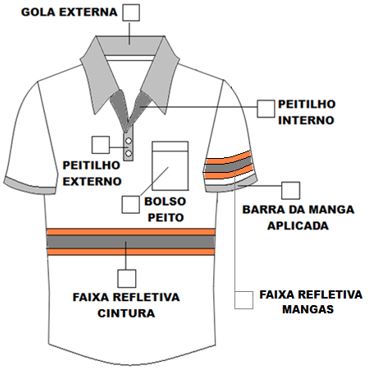 GOLA EXTERNA
PEITILHO
INTERNO
PEITILHO
EXTERNO
BOLSO
PEITO
BARRA DA MANGA
APLICADA
FAIXA REFLETIVA
CINTURA
FAIXA REFLETIVA
MANGAS